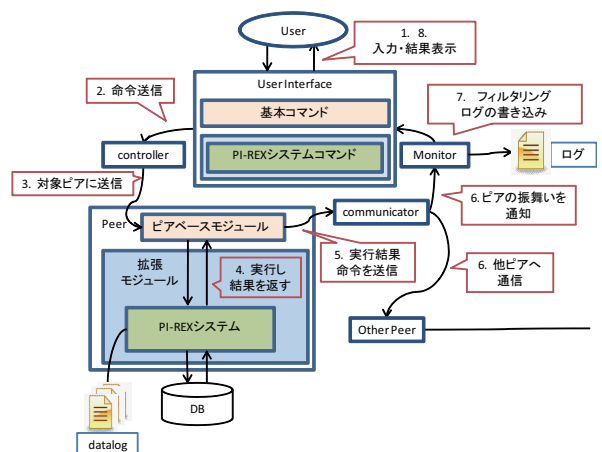 User
1. 8.
入力・結果表示
User Interface
2. 命令送信
基本コマンド
7. フィルタリング
ログの書き込み
controller
PI-REXシステムコマンド
Monitor
ログ
3. 対象ピアに送信
Peer
ピアベースモジュール
communicator
6.ピアの振舞いを
通知
拡張
モジュール
4. 実行し
結果を返す
5. 実行結果
命令を送信
6. 他ピアへ
通信
PI-REXシステム
Other Peer
DB
datalog